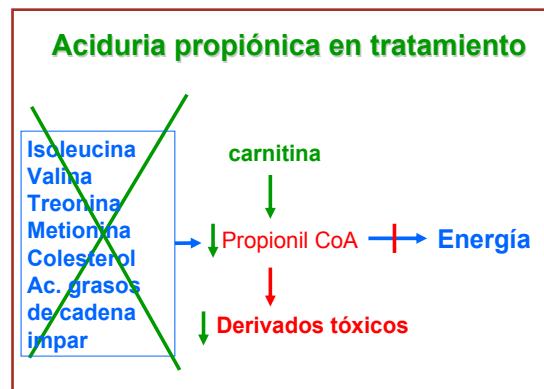 Aciduria propiónica en tratamiento
Isoleucina
Valina
Treonina
Metionina
Colesterol
Ac. grasos
de cadena
impar
carnitina
Propionil CoA
Energía
Derivados tóxicos